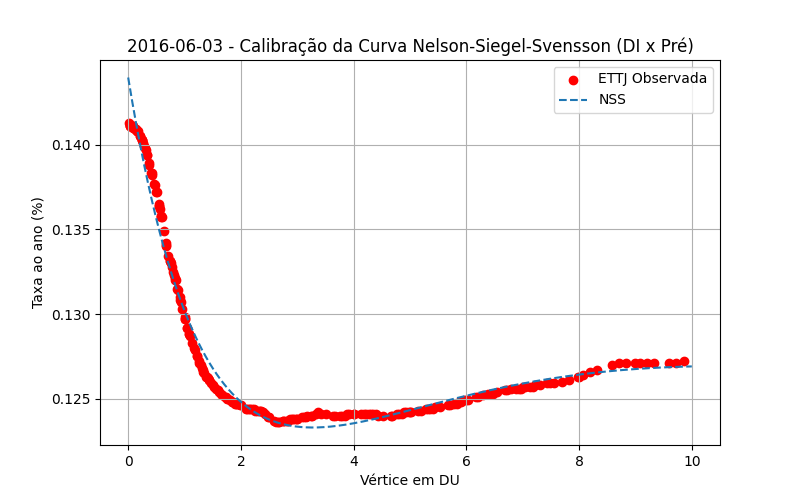 2016-06-03 - Calibração da Curva Nelson-Siegel-Svensson (DI x Pré)
ETTJ Observada
NSS
Taxa ao ano (%)
0.140
0.135
0.130
0.125
0 2 4 6 8 10
Vértice em DU